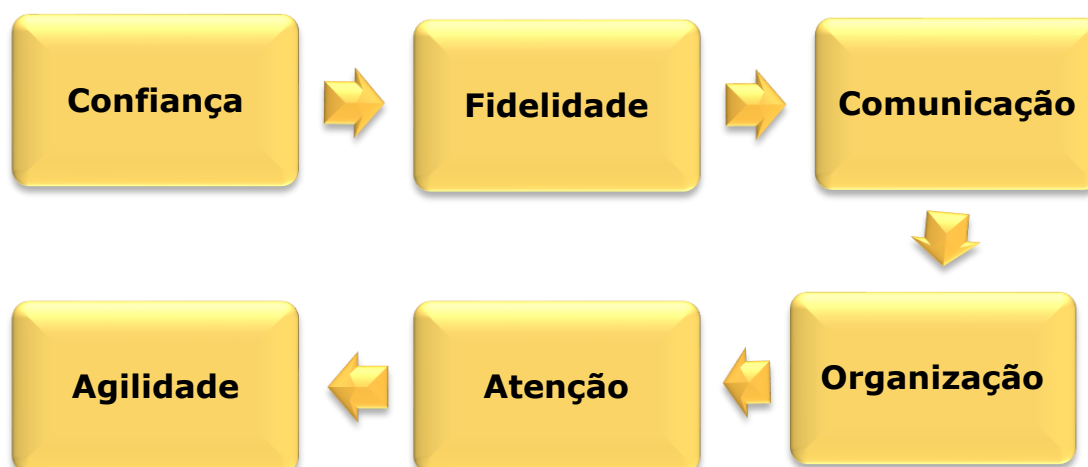 Confiança
Fidelidade
Comunicação
Organização
Atenção
Agilidade